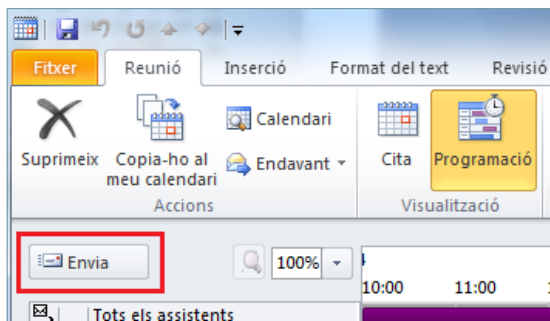 Fitxer Reunió Inserció Format del text Revisió
Suprimeix Copia-ho al meu calendari Calendari Endavant Cita Programació
Accions Visualització
Envia 100%
10:00 11:00
Tots els assistents